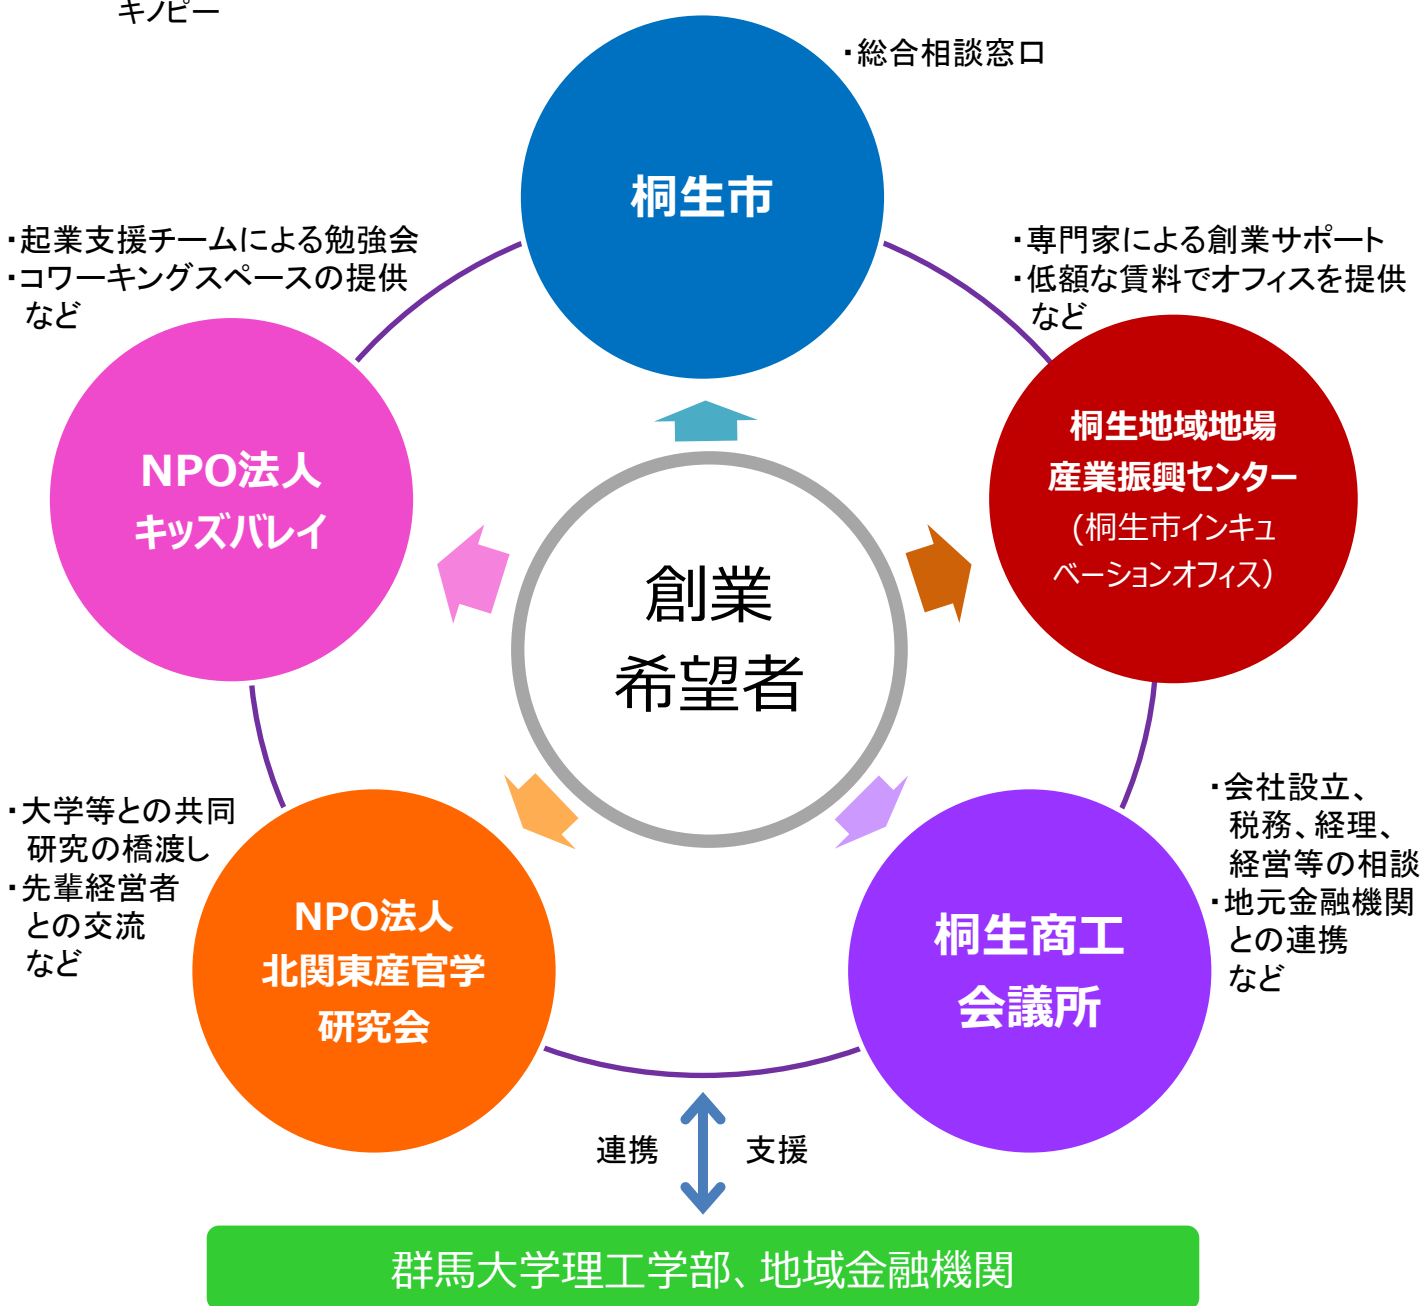 キノピー
・総合相談窓口
桐生市
・起業支援チームによる勉強会
・コワーキングスペースの提供
など
・専門家による創業サポート
・低額な賃料でオフィスを提供
など
NPO法人
キッズバレイ
桐生地域地場
産業振興センター
(桐生市インキュ
ベーションオフィス）
創業
希望者
・大学等との共同
研究の橋渡し
・先輩経営者
との交流
など
NPO法人
北関東産官学
研究会
桐生商工
会議所
・会社設立、
税務、経理、
経営等の相談
・地元金融機関
との連携
など
連携
支援
群馬大学理工学部、地域金融機関